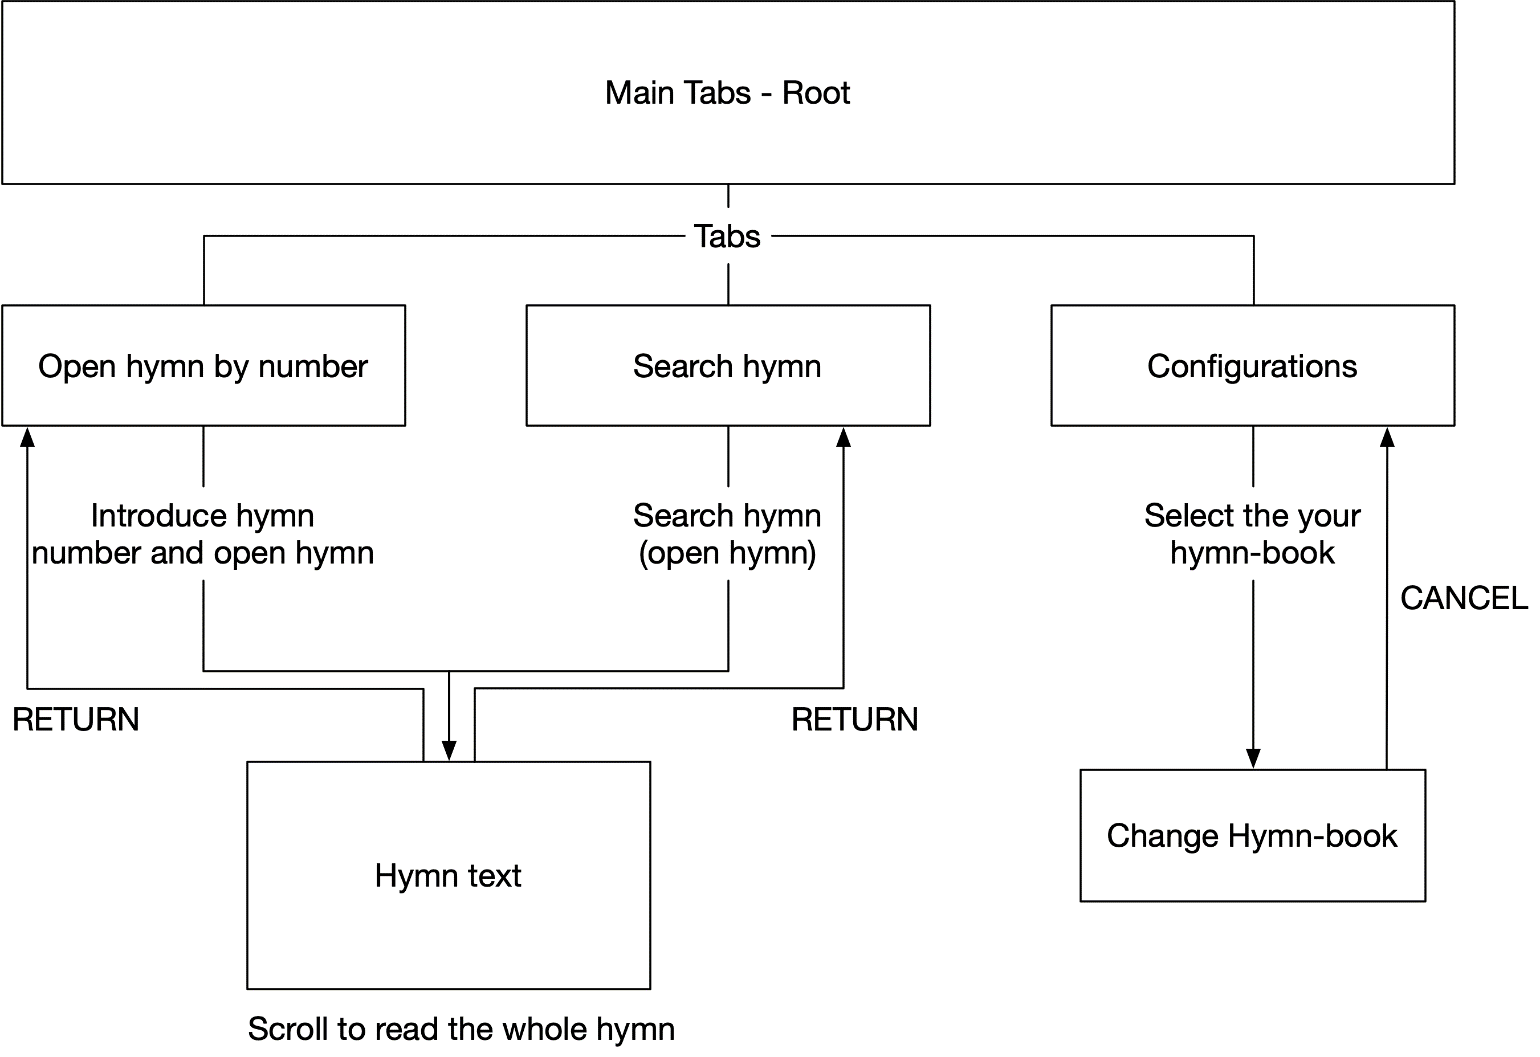 Main Tabs - Root
Tabs
Open hymn by number
Search hymn
Configurations
Introduce hymn
number and open hymn
Search hymn
(open hymn)
Select the your
hymn-book
CANCEL
RETURN
RETURN
Change Hymn-book
Hymn text
Scroll to read the whole hymn